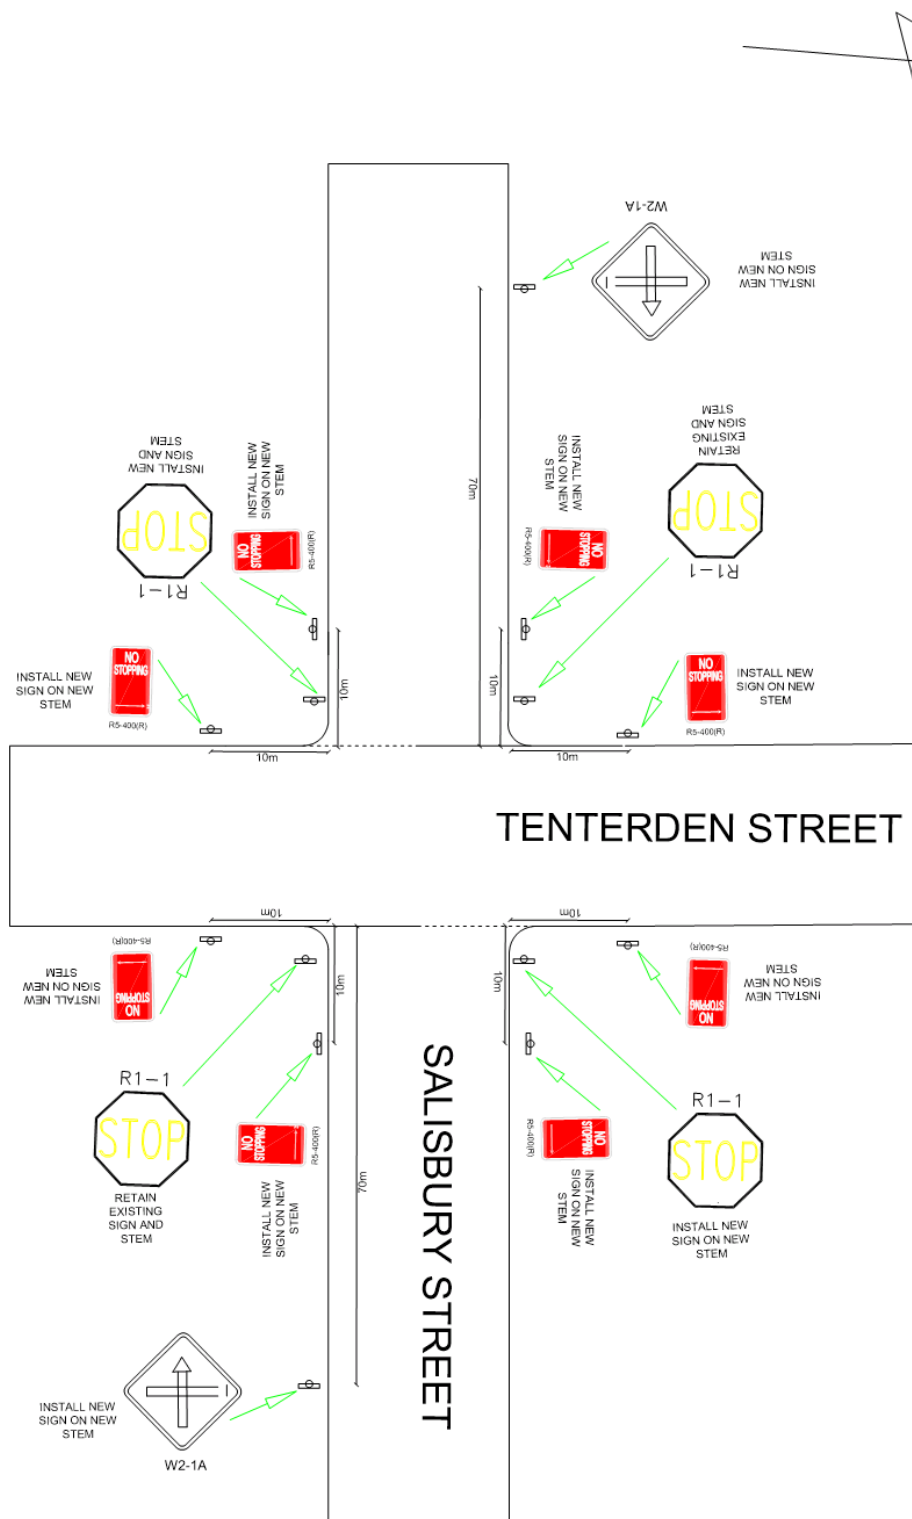 W2-1A
INSTALL NEW
SIGN ON NEW
STEM
INSTALL NEW
SIGN AND
STEM
STOP
R1-1
INSTALL NEW
SIGN ON NEW
STEM
NO
STOPPING
R5-400(R)
70m
INSTALL NEW
SIGN ON NEW
STEM
NO
STOPPING
R5-400(R)
RETAIN
EXISTING
SIGN AND
STEM
STOP
R1-1
INSTALL NEW
SIGN ON NEW
STEM
NO
STOPPING
R5-400(R)
10m
10m
10m
10m
NO
STOPPING
R5-400(R)
INSTALL NEW
SIGN ON NEW
STEM
TENTERDEN STREET
10m
10m
R5-400(R)
NO
STOPPING
INSTALL NEW
SIGN ON NEW
STEM
10m
10m
R5-400(R)
NO
STOPPING
INSTALL NEW
SIGN ON NEW
STEM
R1-1
STOP
RETAIN
EXISTING
SIGN AND
STEM
NO
STOPPING
R5-400(R)
INSTALL NEW
SIGN ON NEW
STEM
70m
SALISBURY STREET
NO
STOPPING
R5-400(R)
INSTALL NEW
SIGN ON NEW
STEM
R1-1
STOP
INSTALL NEW
SIGN ON NEW
STEM
INSTALL NEW
SIGN ON NEW
STEM
W2-1A